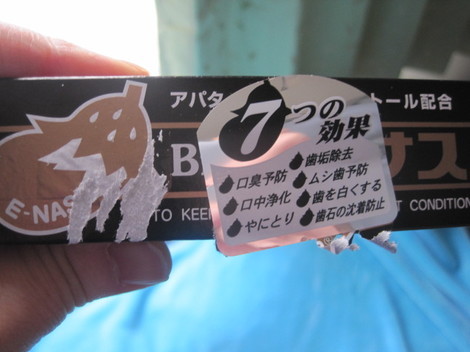 アパタ
トール配合
7つの
効果
歯垢除去
口臭予防
ムシ歯予防
口中浄化
歯を白くする
やにとり
歯石の沈着防止
E-NAS
B
ナス
TO KEE
T CONDITION